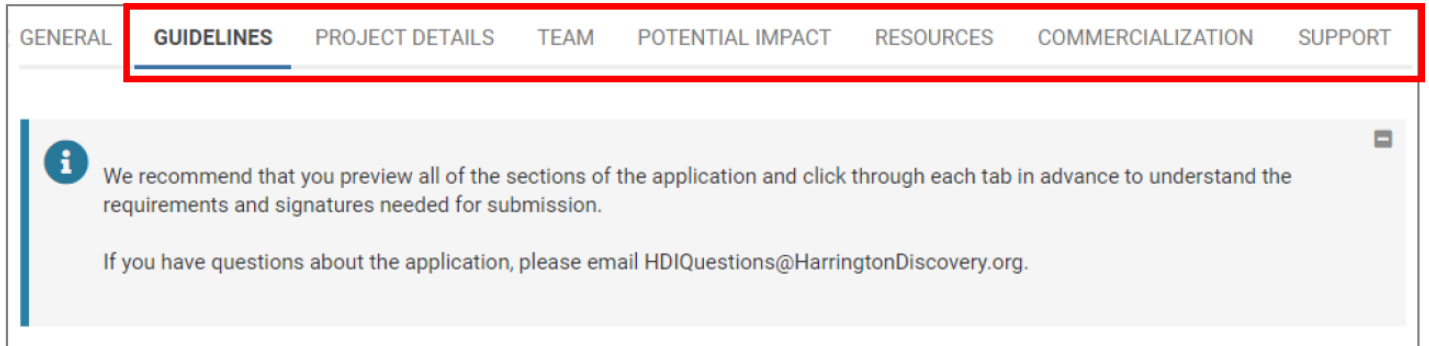 GENERAL GUIDELINES PROJECT DETAILS TEAM POTENTIAL IMPACT RESOURCES COMMERCIALIZATION SUPPORT
We recommend that you preview all of the sections of the application and click through each tab in advance to understand the
requirements and signatures needed for submission.
If you have questions about the application, please email HDIQuestions@HarringtonDiscovery.org.